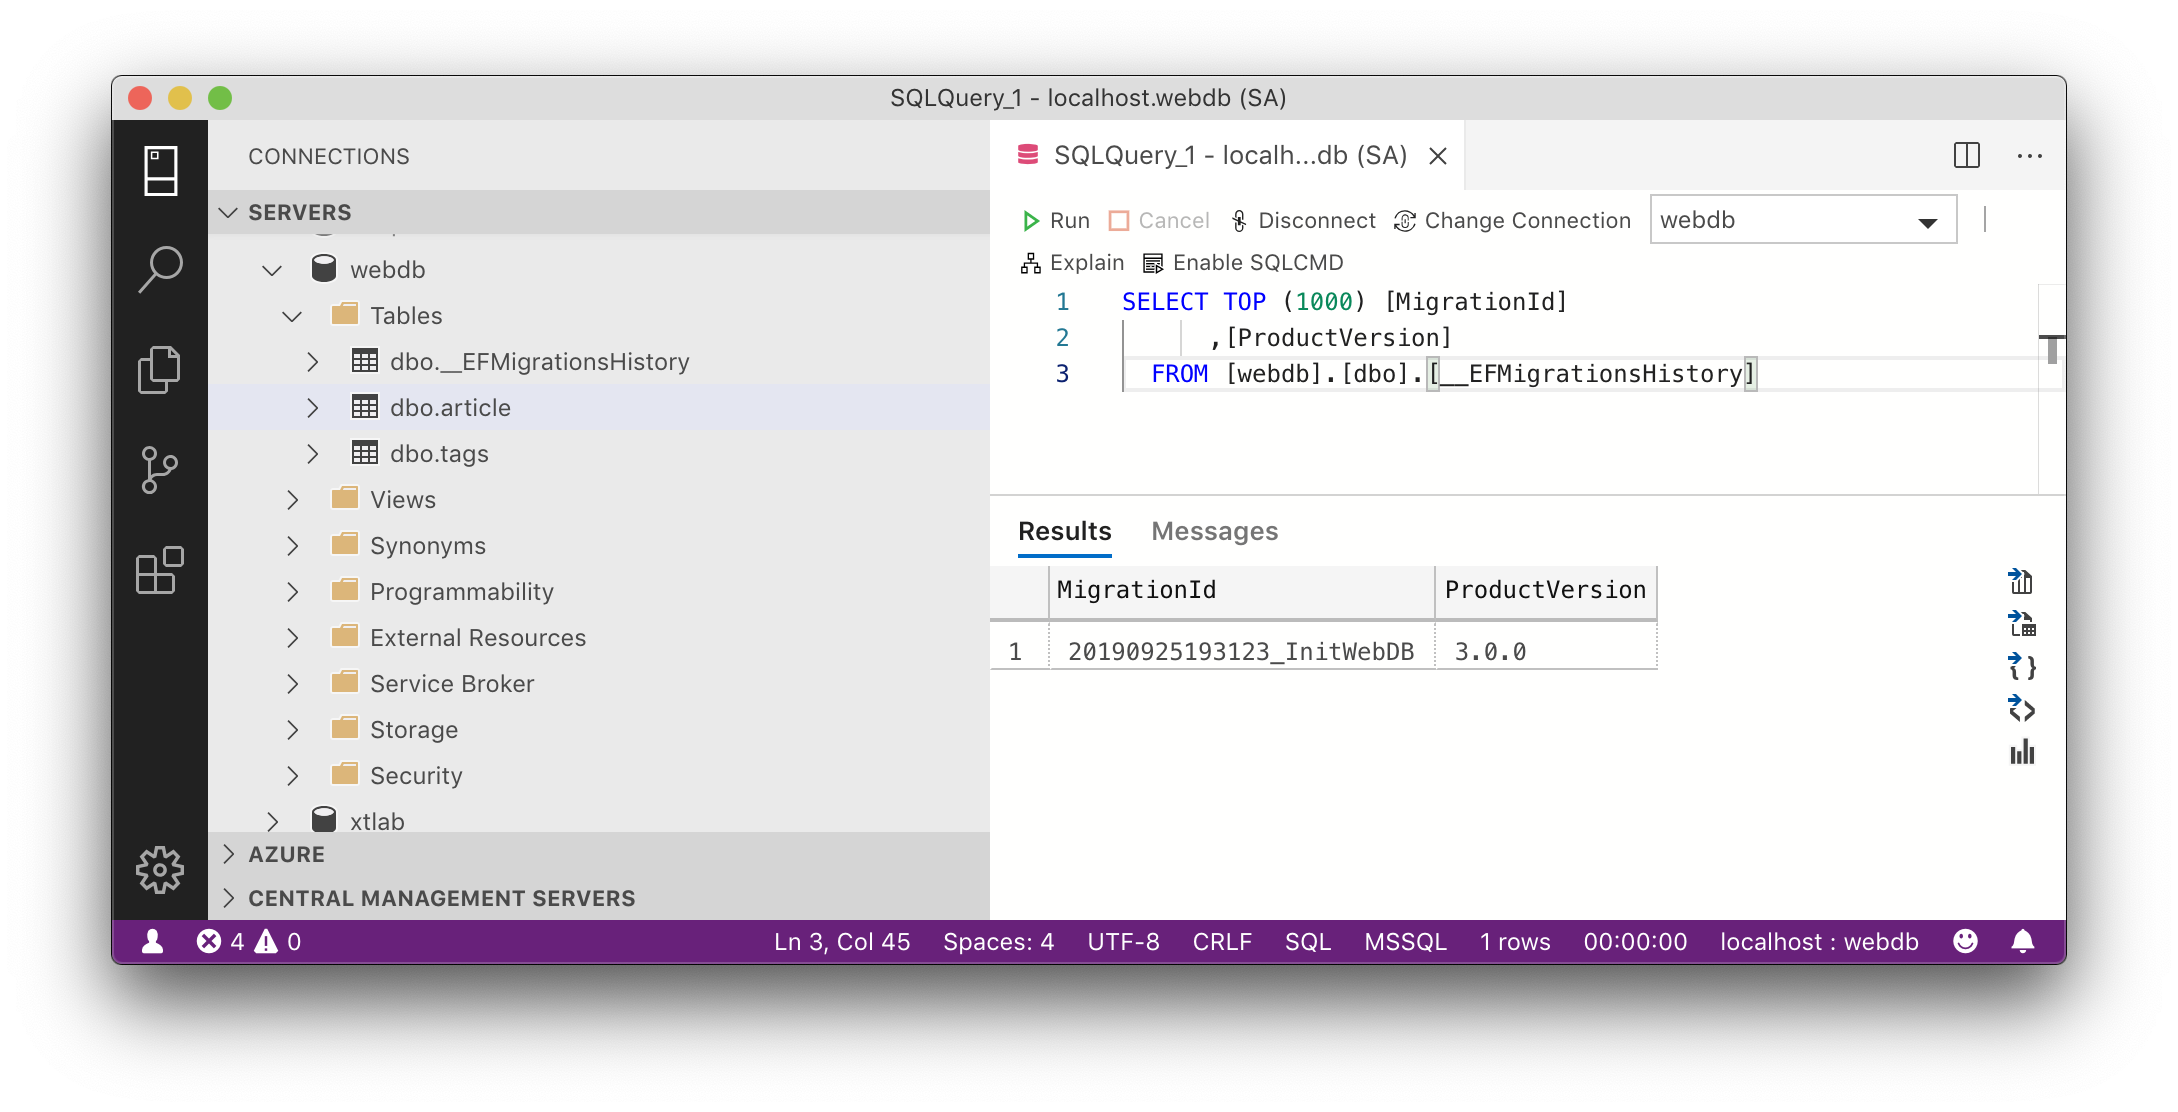 SQLQuery_1 - localhost.webdb (SA)
CONNECTIONS
SERVERS
webdb
Tables
dbo.__EFMigrationsHistory
dbo.article
dbo.tags
Views
Synonyms
Programmability
External Resources
Service Broker
Storage
Security
xtlab
AZURE
CENTRAL MANAGEMENT SERVERS
SQLQuery_1 - localh...db (SA)
Run Cancel Disconnect Change Connection webdb
Explain Enable SQLCMD
1 SELECT TOP (1000) [MigrationId]
2 ,[ProductVersion]
3 FROM [webdb].[dbo].[__EFMigrationsHistory]
Results Messages
MigrationId ProductVersion
1 20190925193123_InitWebDB 3.0.0
4 0 Ln 3, Col 45 Spaces: 4 UTF-8 CRLF SQL MSSQL 1 rows 00:00:00 localhost : webdb